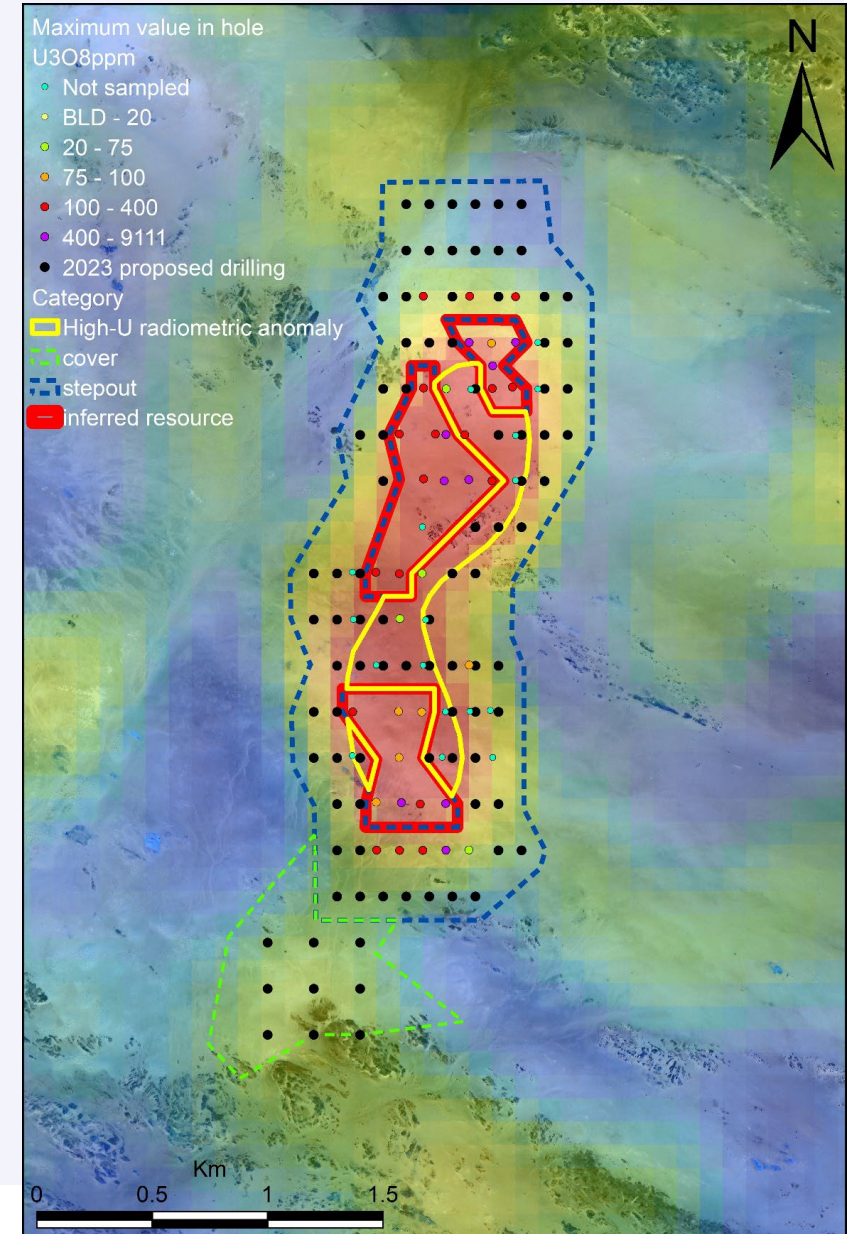 Maximum value in hole
U3O8ppm
Not sampled
BLD - 20
20 - 75
75 - 100
100 - 400
400 - 9111
2023 proposed drilling
Category
High-U radiometric anomaly
cover
stepout
inferred resource
N
Km
0 0.5 1 1.5